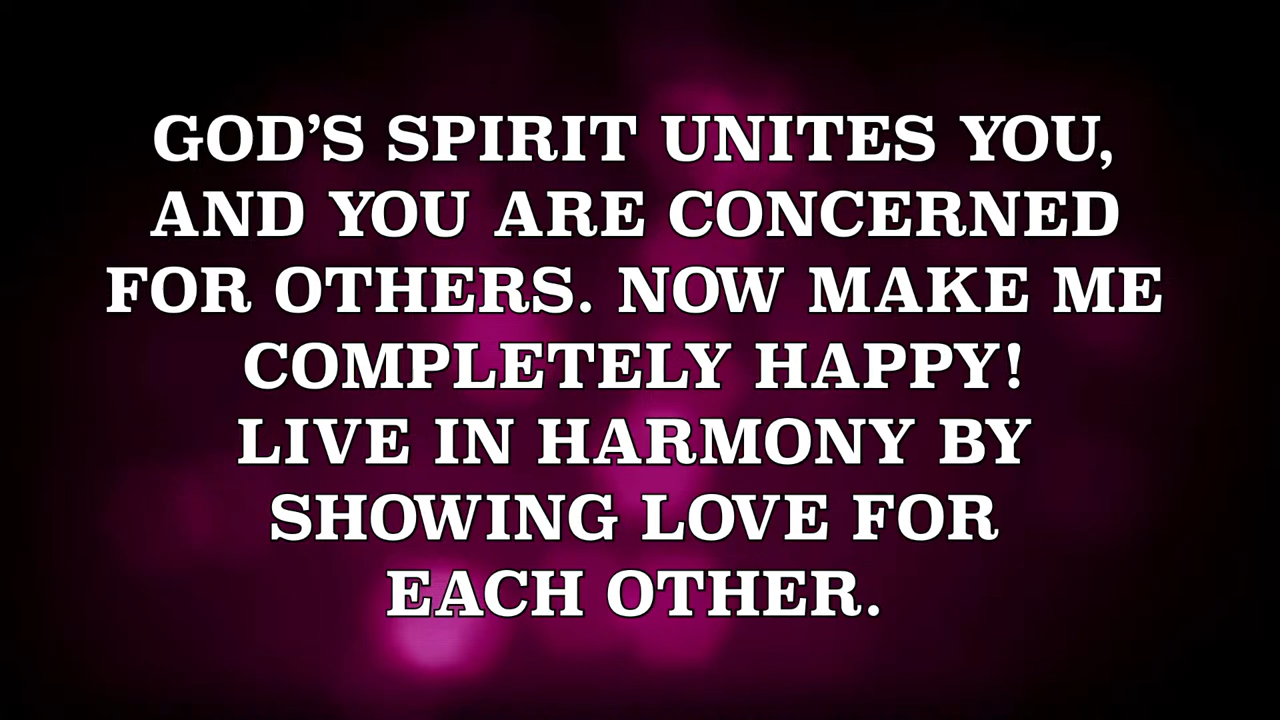 GOD’S SPIRIT UNITES YOU,
AND YOU ARE CONCERNED
FOR OTHERS. NOW MAKE ME
COMPLETELY HAPPY!
LIVE IN HARMONY BY
SHOWING LOVE FOR
EACH OTHER.